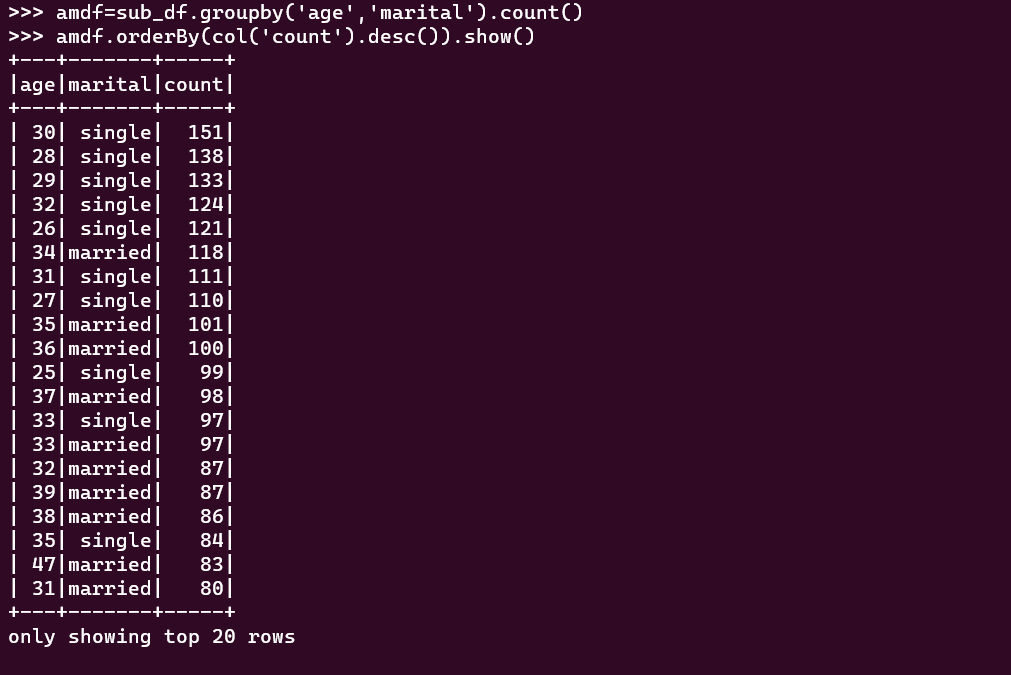 >>> amdf=sub_df.groupby('age','marital').count()
>>> amdf.orderBy(col('count').desc()).show()
+---+-------+-----+
|age|marital|count|
+---+-------+-----+
| 30| single|  151|
| 28| single|  138|
| 29| single|  133|
| 32| single|  124|
| 26| single|  121|
| 34|married|  118|
| 31| single|  111|
| 27| single|  110|
| 35|married|  101|
| 36|married|  100|
| 25| single|   99|
| 37|married|   98|
| 33| single|   97|
| 33|married|   97|
| 32|married|   87|
| 39|married|   87|
| 38|married|   86|
| 35| single|   84|
| 47|married|   83|
| 31|married|   80|
+---+-------+-----+
only showing top 20 rows